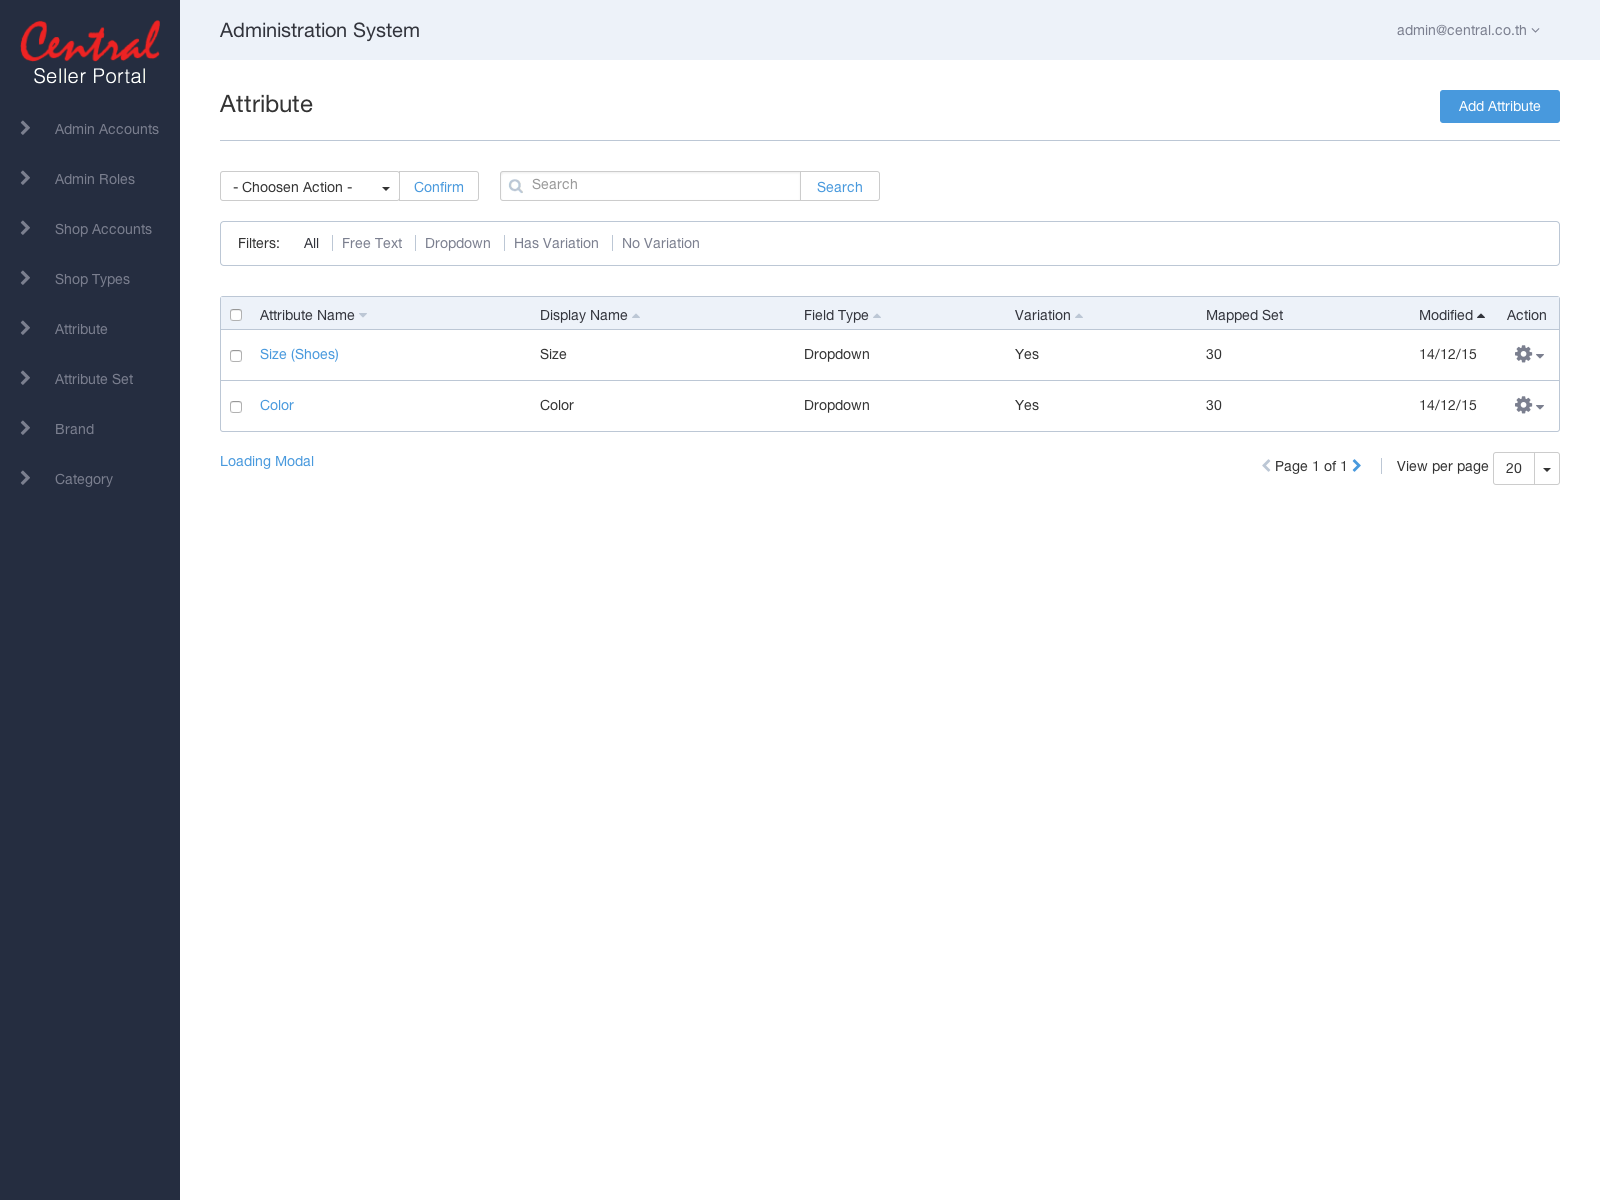 Central
Seller Portal
Administration System
admin@central.co.th
Admin Accounts
Admin Roles
Shop Accounts
Shop Types
Attribute
Attribute Set
Brand
Category
Attribute
Add Attribute
- Choosen Action -
Confirm
Search
Search
Filters: All Free Text Dropdown Has Variation No Variation
Attribute Name Display Name Field Type Variation Mapped Set Modified Action
Size (Shoes) Size Dropdown Yes 30 14/12/15
Color Color Dropdown Yes 30 14/12/15
Loading Modal
Page 1 of 1
View per page 20